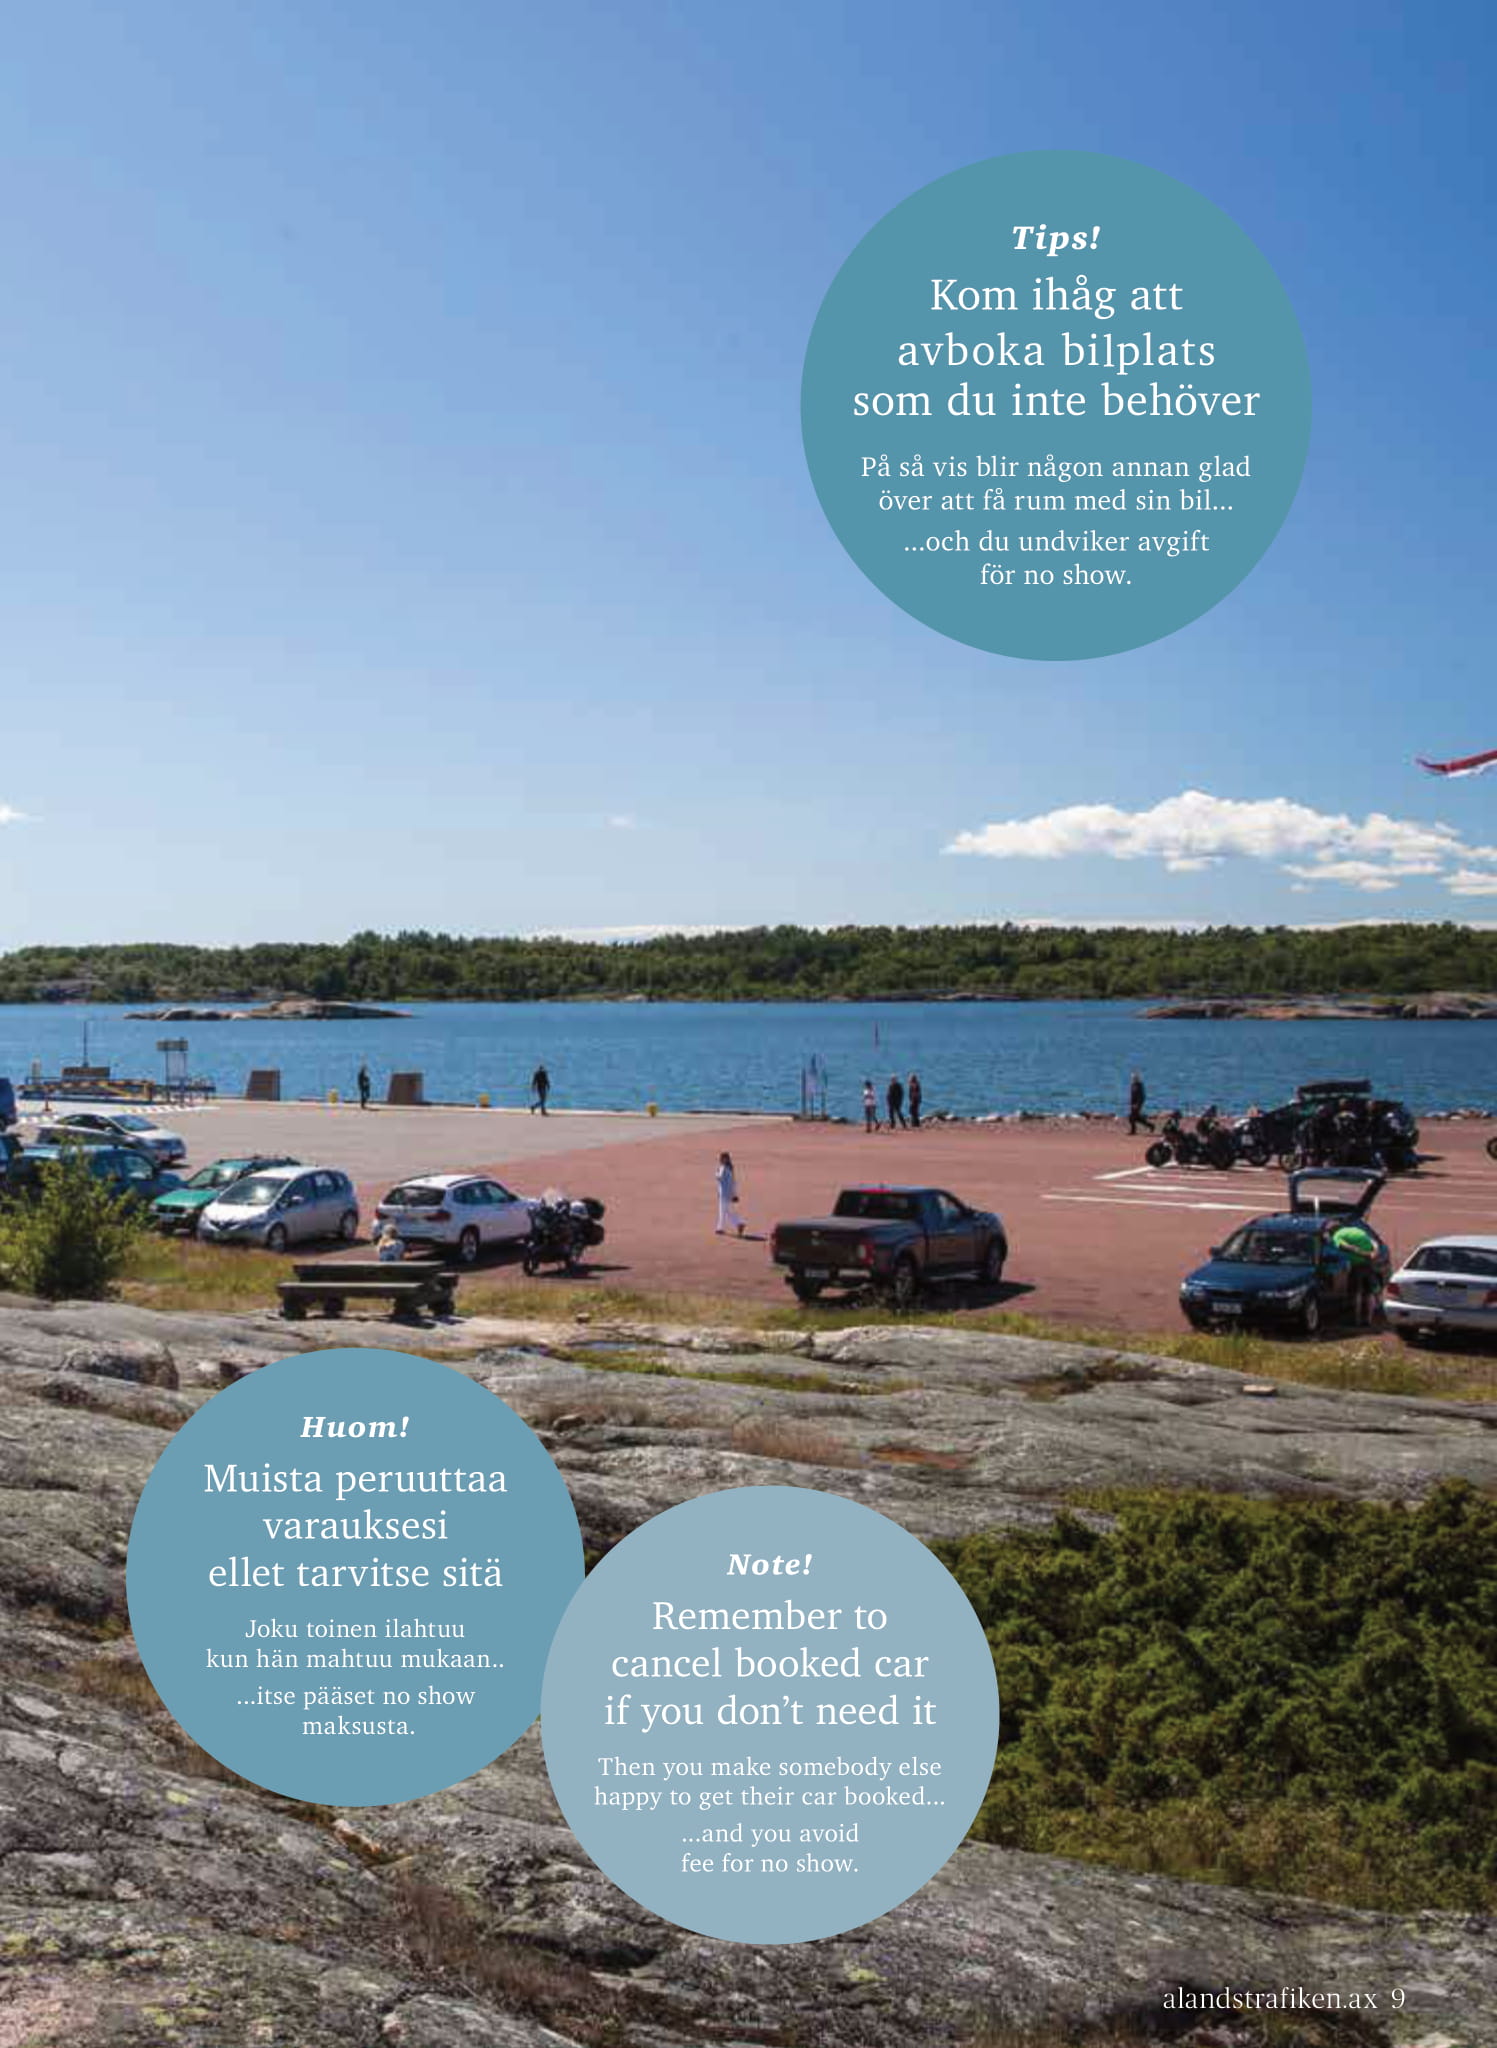 Tips!
Kom ihåg att
avboka bilplats
som du inte behöver
På så vis blir någon annan glad
över att få rum med sin bil...
...och du undviker avgift
för no show.
Huom!
Muista peruuttaa
varauksesi
ellet tarvitse sitä
Joku toinen ilahtuu
kun hän mahtuu mukaan..
...itse pääset no show
maksusta.
Note!
Remember to
cancel booked car
if you don’t need it
Then you make somebody else
happy to get their car booked...
...and you avoid
fee for no show.
alandstrafiken.ax 9